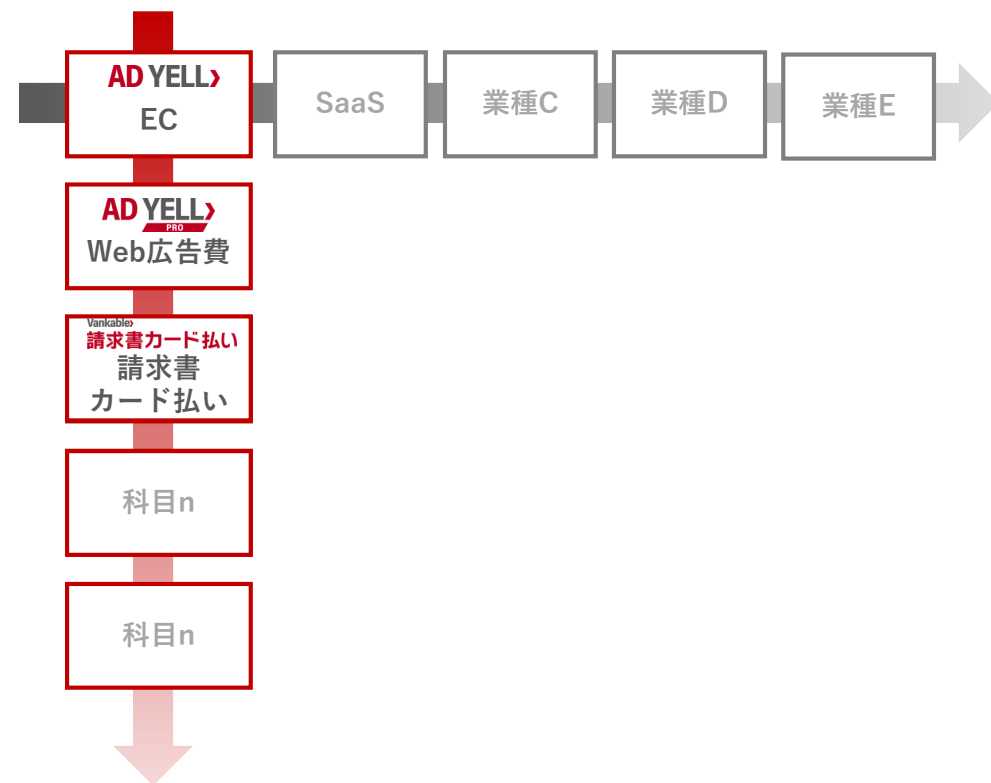 AD YELL
EC
SaaS
業種C
業種D
業種E
AD YELL
PRO
Web広告費
Vankable
請求書カード払い
請求書
カード払い
科目n
科目n